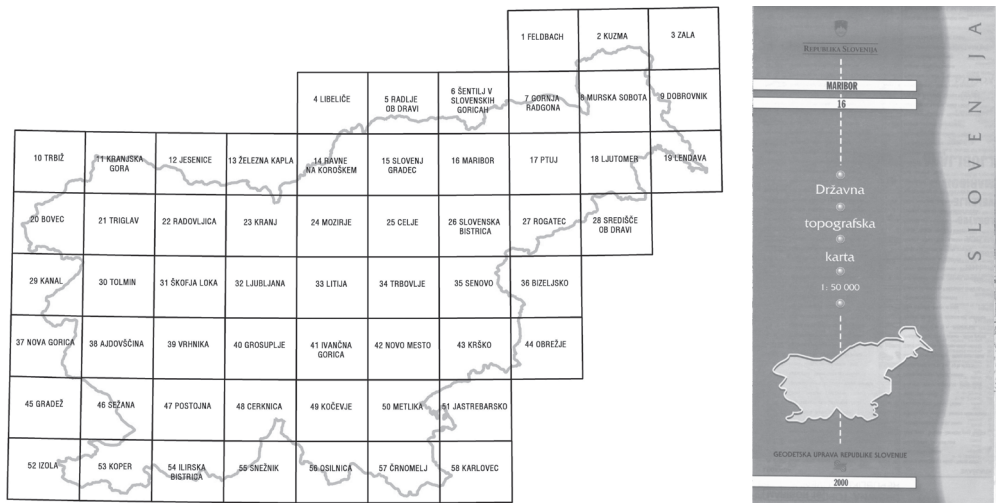 1 FELDBACH
2 KUZMA
3 ZALA
4 LIBELIČE
5 RADLJE
OB DRAVI
6 ŠENTILJ V
SLOVENSKIH
GORICAH
7 GORNJA
RADGONA
8 MURSKA SOBOTA
9 DOBROVNIK
10 TRBIŽ
11 KRANJSKA
GORA
12 JESENICE
13 ŽELEZNA KAPLA
14 RAVNE
NA KOROŠKEM
15 SLOVENJ
GRADEC
16 MARIBOR
17 PTUJ
18 LJUTOMER
19 LENDAVA
20 BOVEC
21 TRIGLAV
22 RADOVLJICA
23 KRANJ
24 MOZIRJE
25 CELJE
26 SLOVENSKA
BISTRICA
27 ROGATEC
28 SREDIŠČE
OB DRAVI
29 KANAL
30 TOLMIN
31 ŠKOFJA LOKA
32 LJUBLJANA
33 LITIJA
34 TRBOVLJE
35 SENOVO
36 BIZELJSKO
37 NOVA GORICA
38 AJDOVŠČINA
39 VRHNIKA
40 GROSUPLJE
41 IVANČNA
GORICA
42 NOVO MESTO
43 KRŠKO
44 OBREŽJE
45 GRADEŽ
46 SEŽANA
47 POSTOJNA
48 CERKNICA
49 KOČEVJE
50 METLIKA
51 JASTREBARSKO
52 IZOLA
53 KOPER
54 ILIRSKA
BISTRICA
55 SNEŽNIK
56 OSILNICA
57 ČRNOMELJ
58 KARLOVEC
REPUBLIKA SLOVENIJA
MARIBOR
16
Državna
topografska
karta
1: 50 000
GEODETSKA UPRAVA REPUBLIKE SLOVENIJE
2000
SLOVENIJA